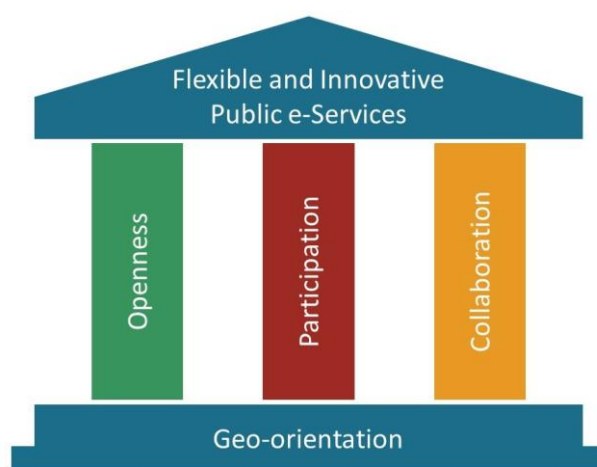 Flexible and Innovative
Public e-Services
Openness
Participation
Collaboration
Geo-orientation